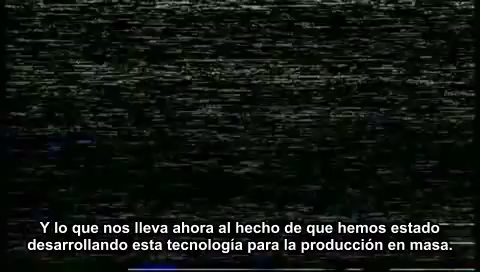 Y lo que nos lleva ahora al hecho de que hemos estado
desarrollando esta tecnología para la producción en masa.